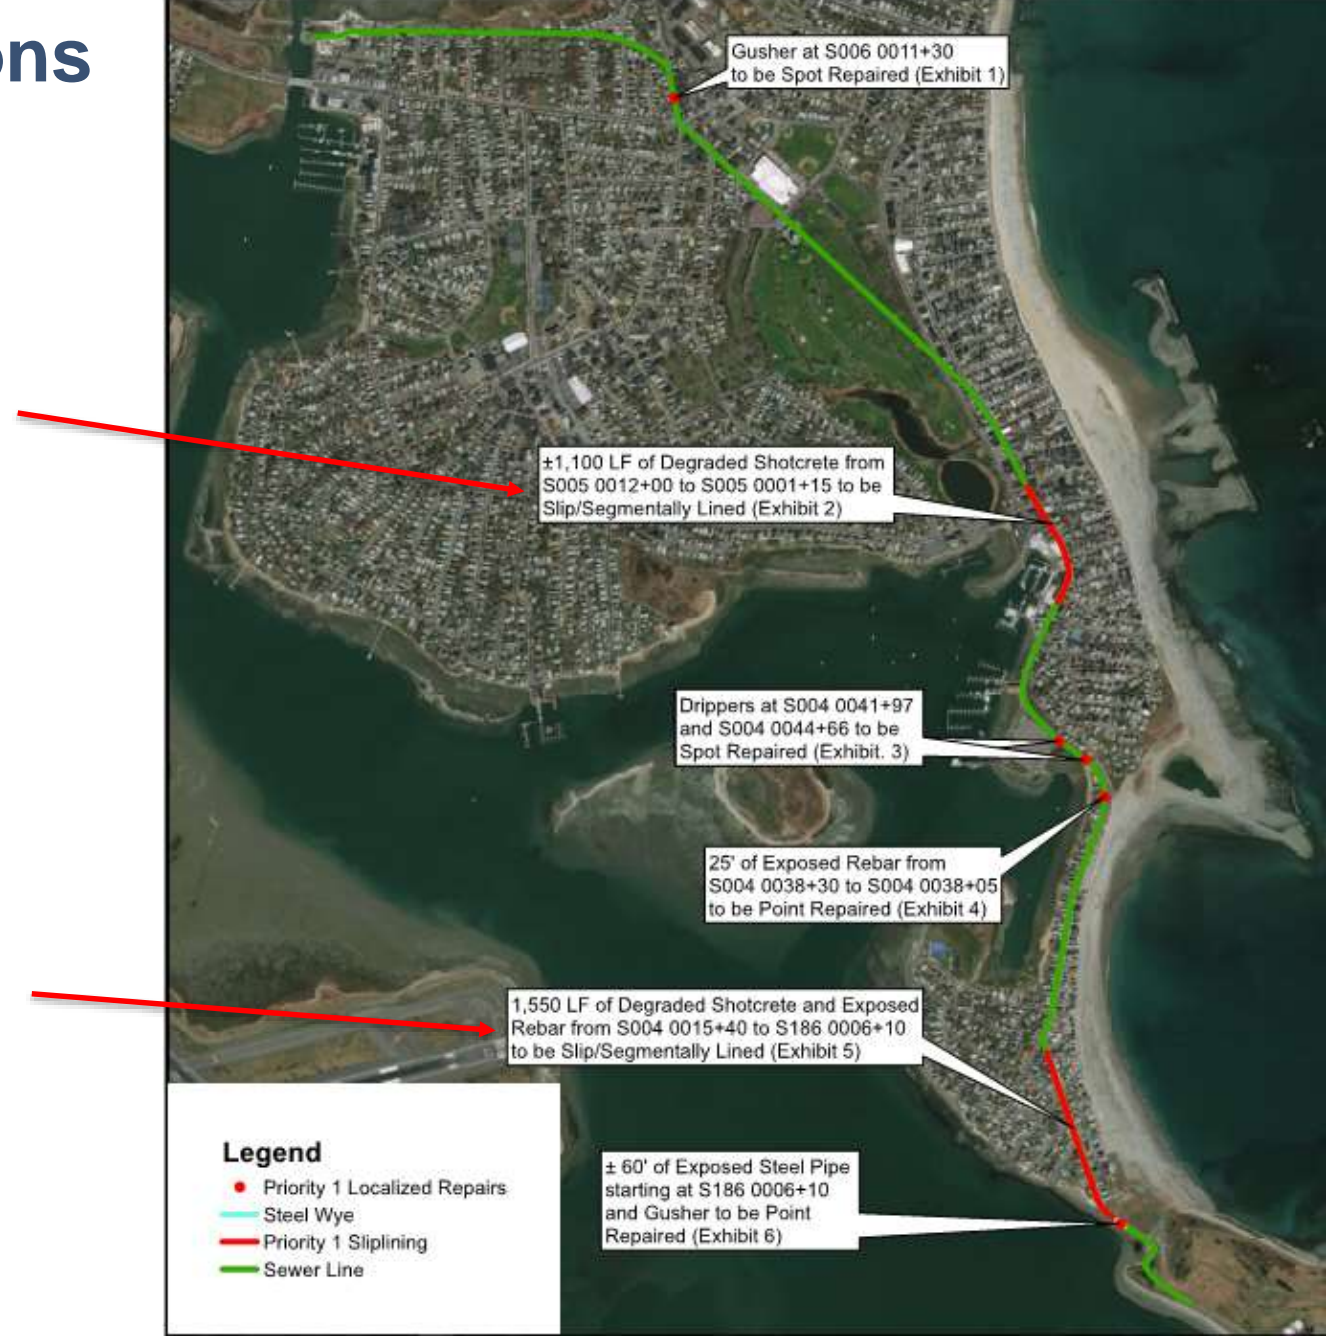 ons
Gusher at S006 0011+30
to be Spot Repaired (Exhibit 1)
±1,100 LF of Degraded Shotcrete from
S005 0012+00 to S005 0001+15 to be
Slip/Segmentally Lined (Exhibit 2)
Drippers at S004 0041+97
and S004 0044+66 to be
Spot Repaired (Exhibit. 3)
25' of Exposed Rebar from
S004 0038+30 to S004 0038+05
to be Point Repaired (Exhibit 4)
1,550 LF of Degraded Shotcrete and Exposed
Rebar from S004 0015+40 to S186 0006+10
to be Slip/Segmentally Lined (Exhibit 5)
± 60' of Exposed Steel Pipe
starting at S186 0006+10
and Gusher to be Point
Repaired (Exhibit 6)
Legend
Priority 1 Localized Repairs
Steel Wye
Priority 1 Sliplining
Sewer Line